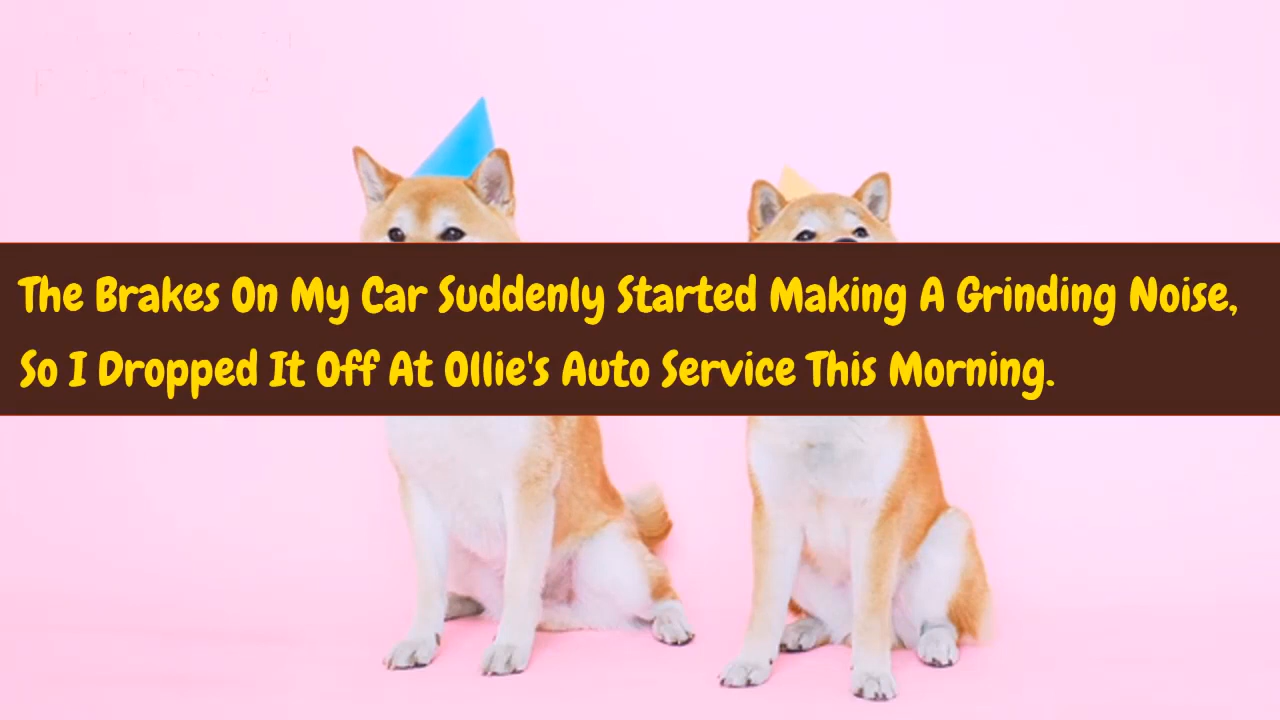 The Brakes On My Car Suddenly Started Making A Grinding Noise,
So I Dropped It Off At Ollie's Auto Service This Morning.